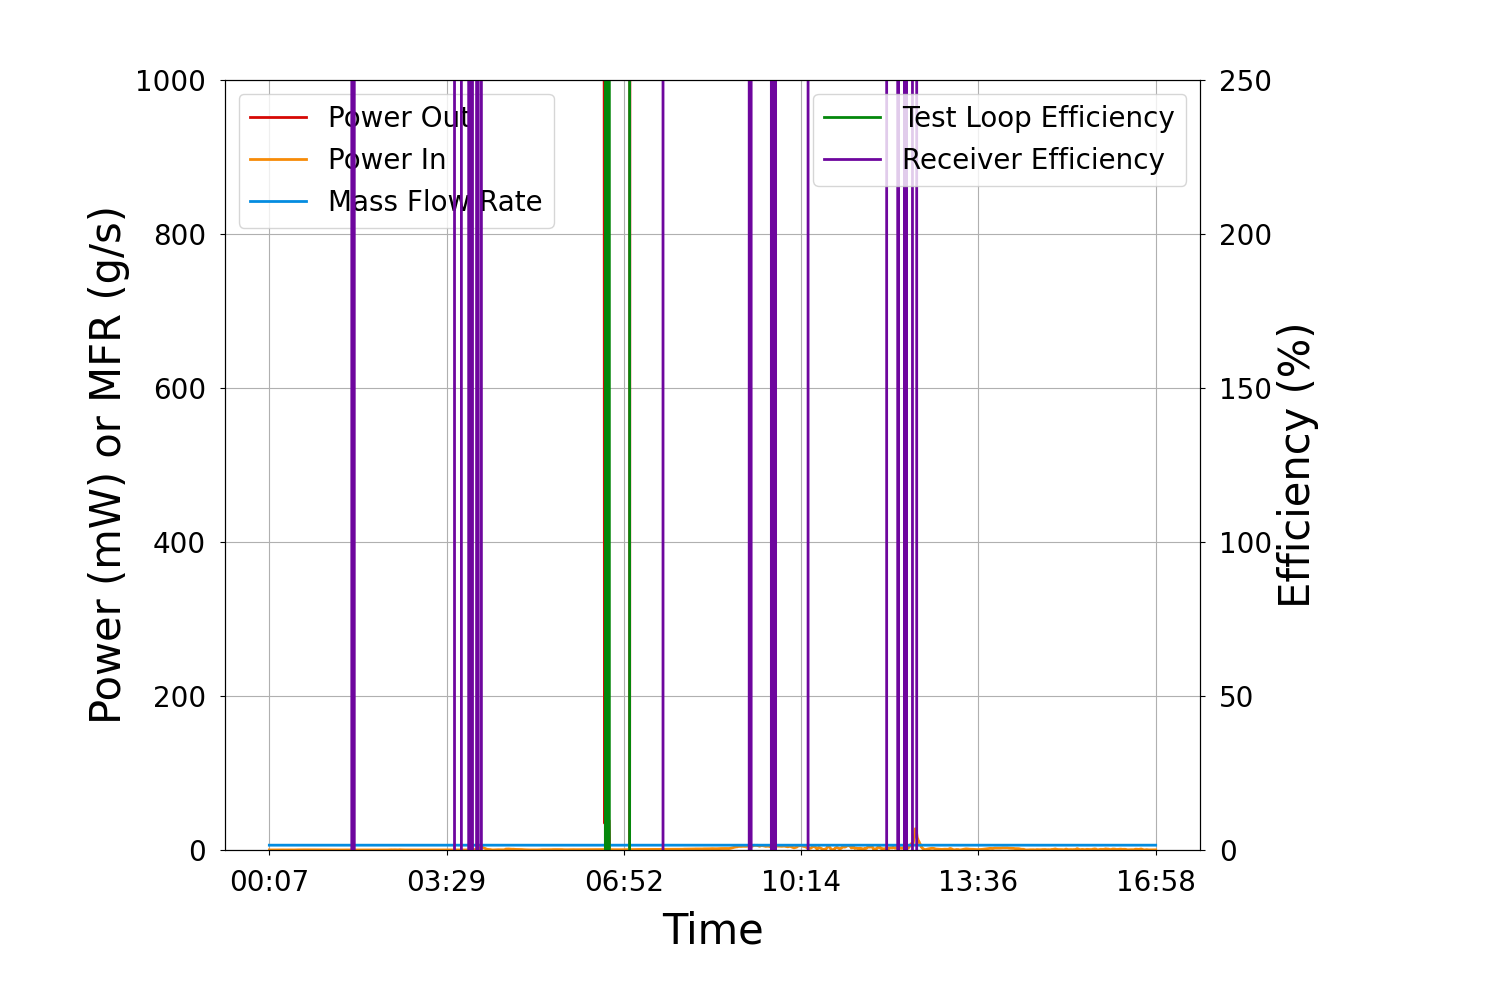 1000
800
600
400
200
0
Power (mW) or MFR (g/s)
Power Out
Power In
Mass Flow Rate
Test Loop Efficiency
Receiver Efficiency
250
200
150
100
50
0
Efficiency (%)
00:07 03:29 06:52 10:14 13:36 16:58
Time